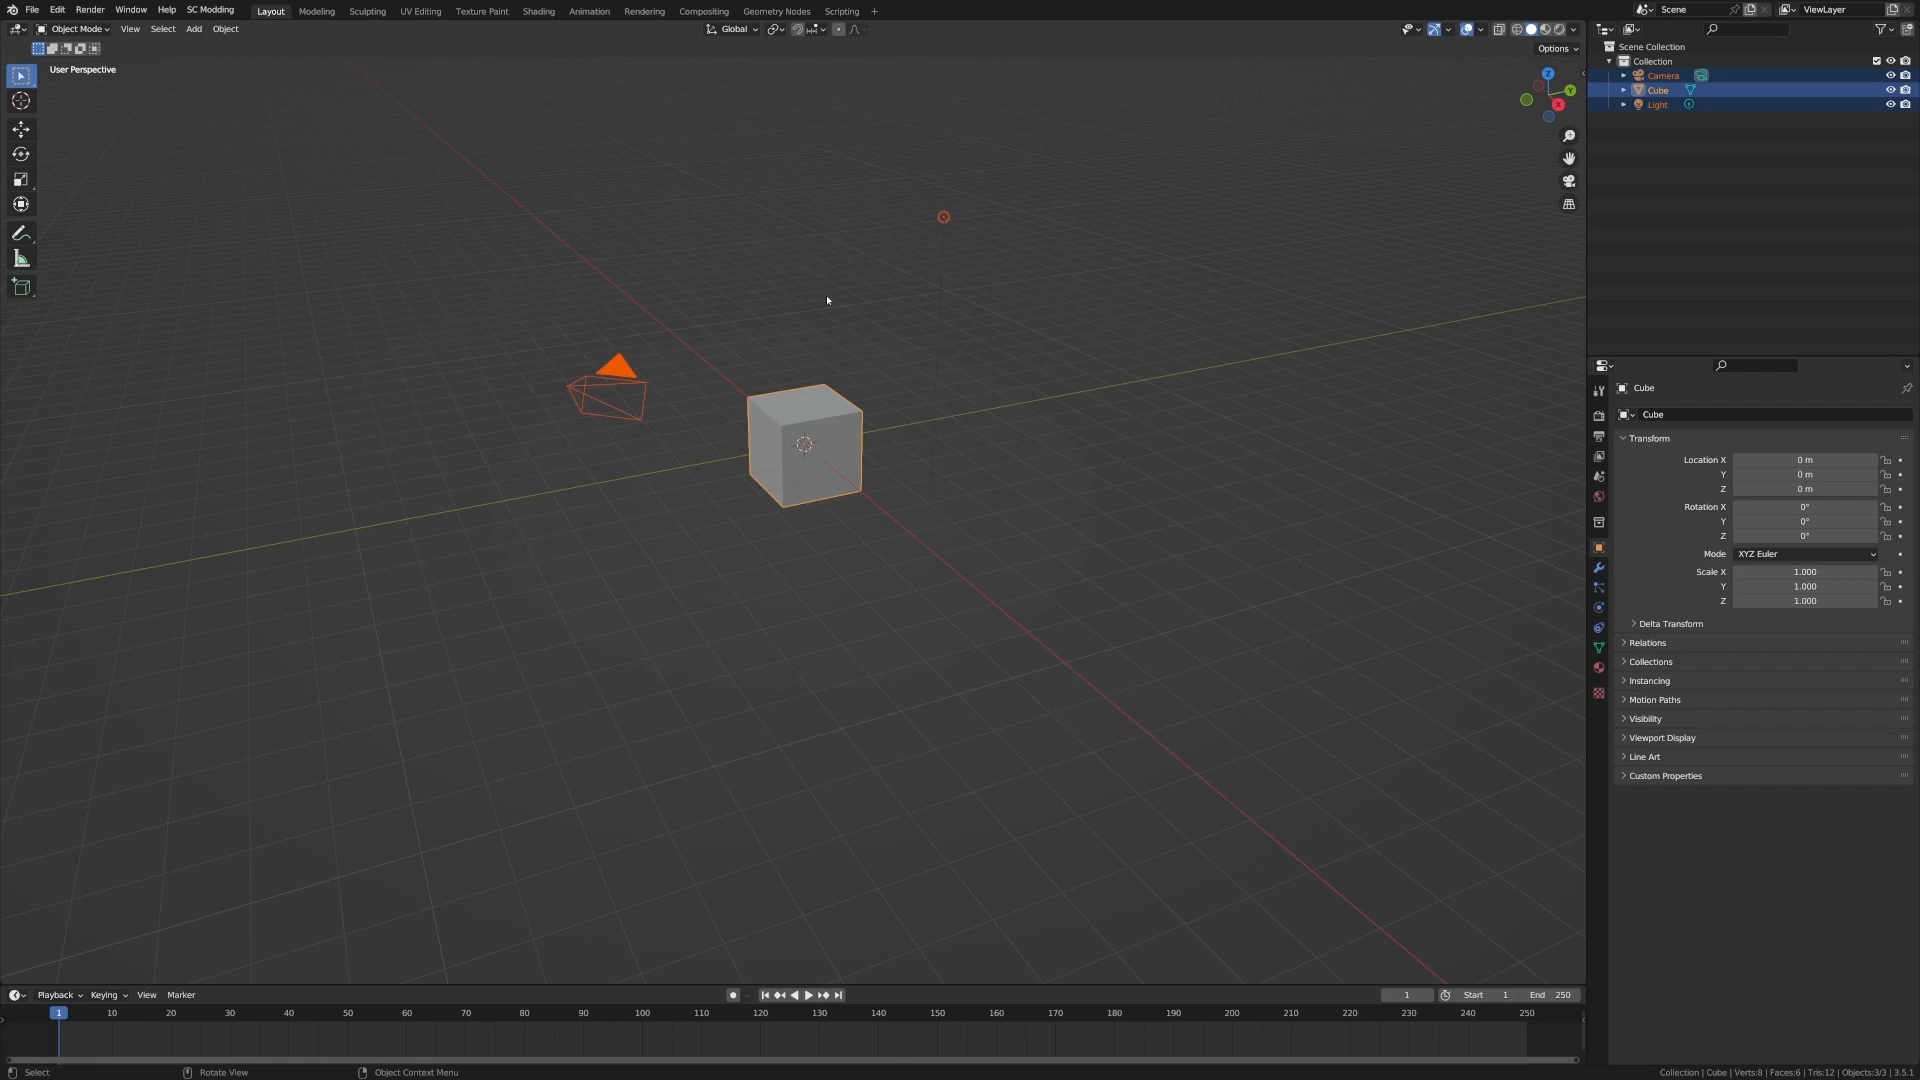 File Edit Render Window Help SC Modding Layout Modeling Sculpting UV Editing Texture Paint Shading Animation Rendering Compositing Geometry Nodes Scripting + Scene ViewLayer
Object Mode View Select Add Object Global
Options
User Perspective
Z
Y
X
Scene Collection
Collection
Camera
Cube
Light
Cube
Cube
Transform
Location X 0 m
Y 0 m
Z 0 m
Rotation X 0°
Y 0°
Z 0°
Mode XYZ Euler
Scale X 1.000
Y 1.000
Z 1.000
Delta Transform
Relations
Collections
Instancing
Motion Paths
Visibility
Viewport Display
Line Art
Custom Properties
Playback Keying View Marker 1 Start 1 End 250
1 10 20 30 40 50 60 70 80 90 100 110 120 130 140 150 160 170 180 190 200 210 220 230 240 250
Select Rotate View Object Context Menu Collection | Cube | Verts:8 | Faces:6 | Tris:12 | Objects:3/3 | 3.5.1